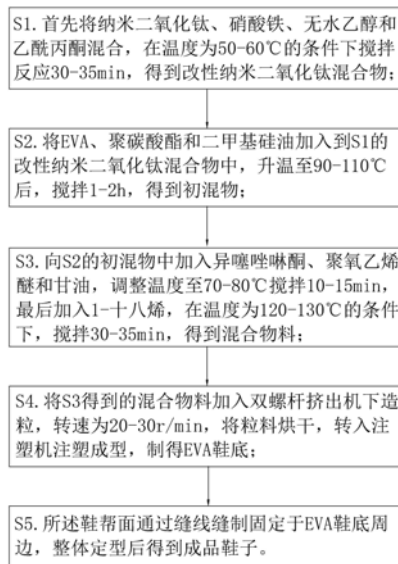 S1.首先将纳米二氧化钛、硝酸铁、无水乙醇和
乙酰丙酮混合，在温度为50-60℃的条件下搅拌
反应30-35min，得到改性纳米二氧化钛混合物；
S2.将EVA、聚碳酸酯和二甲基硅油加入到S1的
改性纳米二氧化钛混合物中，升温至90-110℃
后，搅拌1-2h，得到初混物；
S3.向S2的初混物中加入异噻唑啉酮、聚氧乙烯
醚和甘油，调整温度至70-80℃搅拌10-15min，
最后加入1-十八烯，在温度为120-130℃的条件
下，搅拌30-35min，得到混合物料；
S4.将S3得到的混合物料加入双螺杆挤出机下造
粒，转速为20-30r/min，将粒料烘干，转入注
塑机注塑成型，制得EVA鞋底；
S5.所述鞋帮面通过缝线缝制固定于EVA鞋底周
边，整体定型后得到成品鞋子。